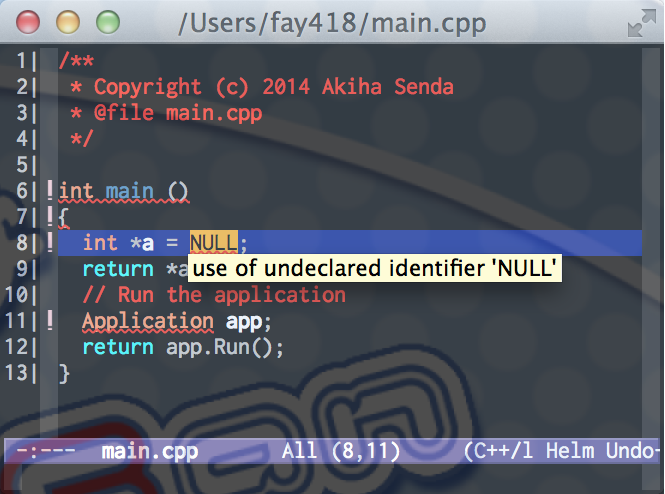 /Users/fay418/main.cpp
1| /**
2|  * Copyright (c) 2014 Akiha Senda
3|  * @file main.cpp
4|  */
5|
6|!int main ()
7|!{
8|!  int *a = NULL;
9|   return *a
use of undeclared identifier 'NULL'
10|   // Run the application
11|!  Application app;
12|   return app.Run();
13| }
-:---  main.cpp       All (8,11)     (C++/l Helm Undo-